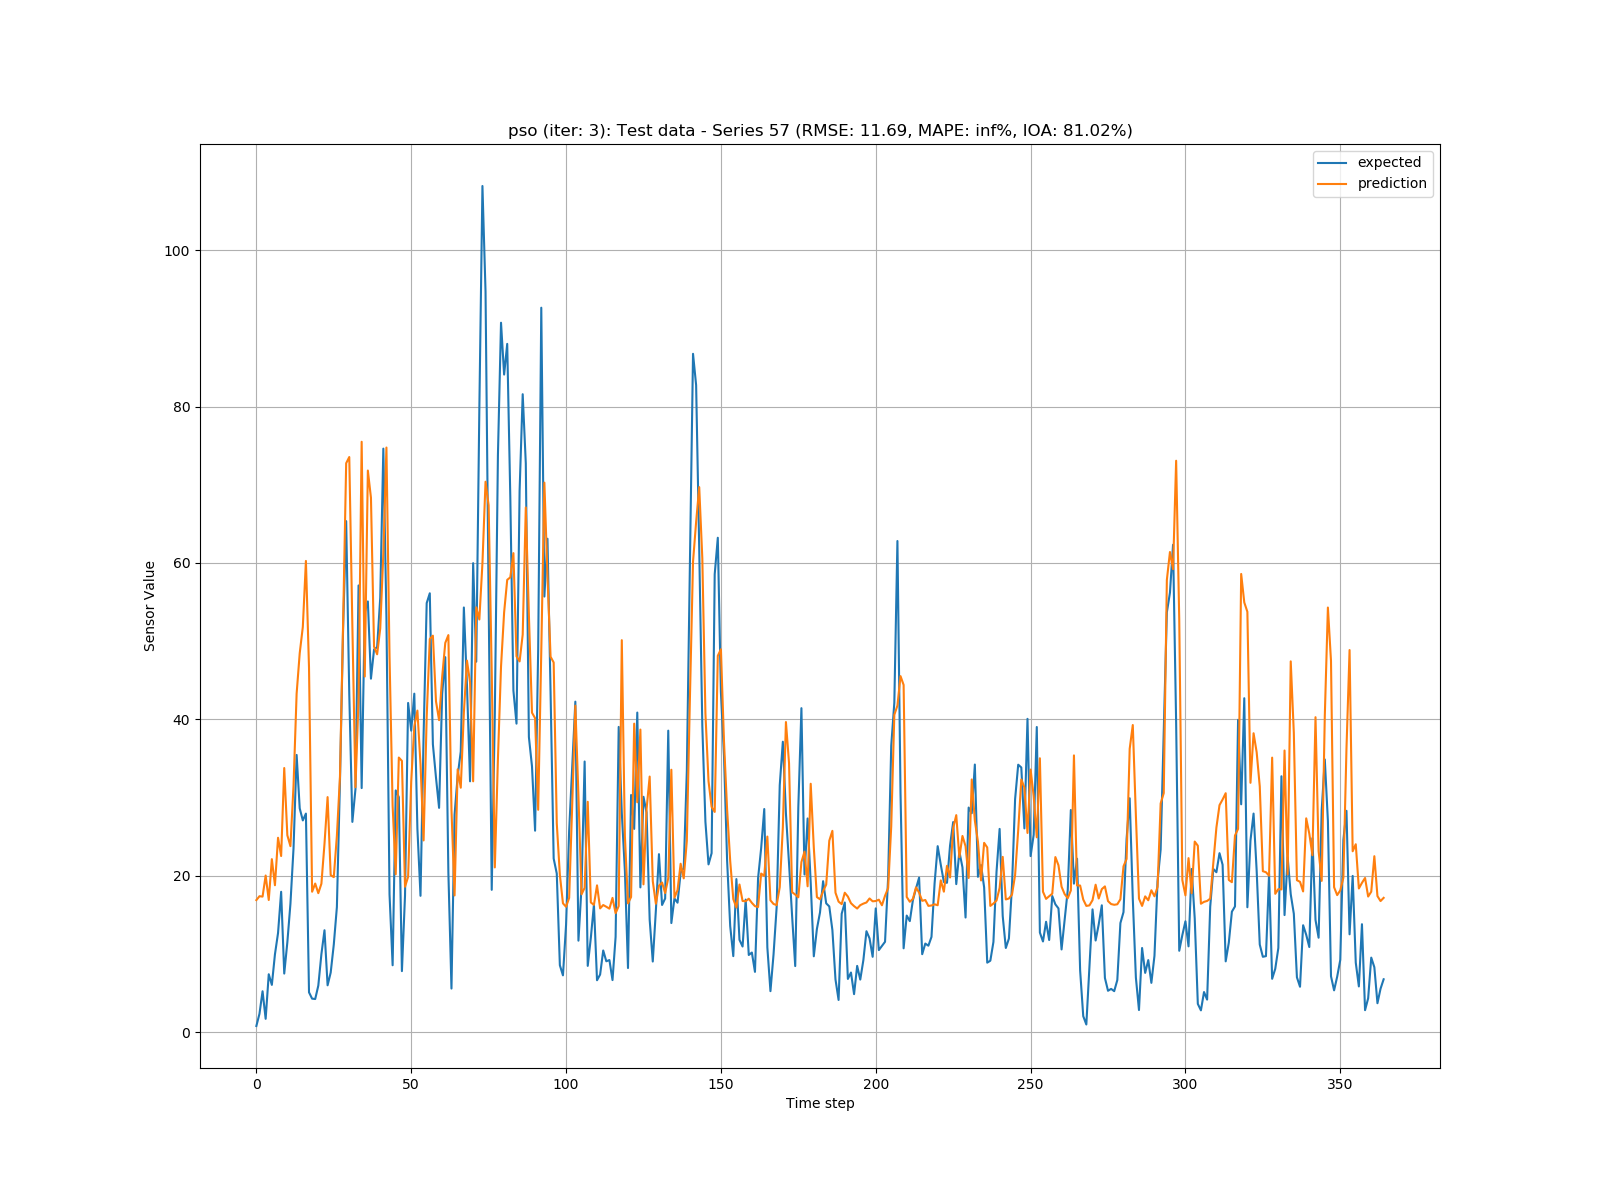 pso (iter: 3): Test data - Series 57 (RMSE: 11.69, MAPE: inf%, IOA: 81.02%)
expected
prediction
100
80
60
40
20
0
Sensor Value
0 50 100 150 200 250 300 350
Time step